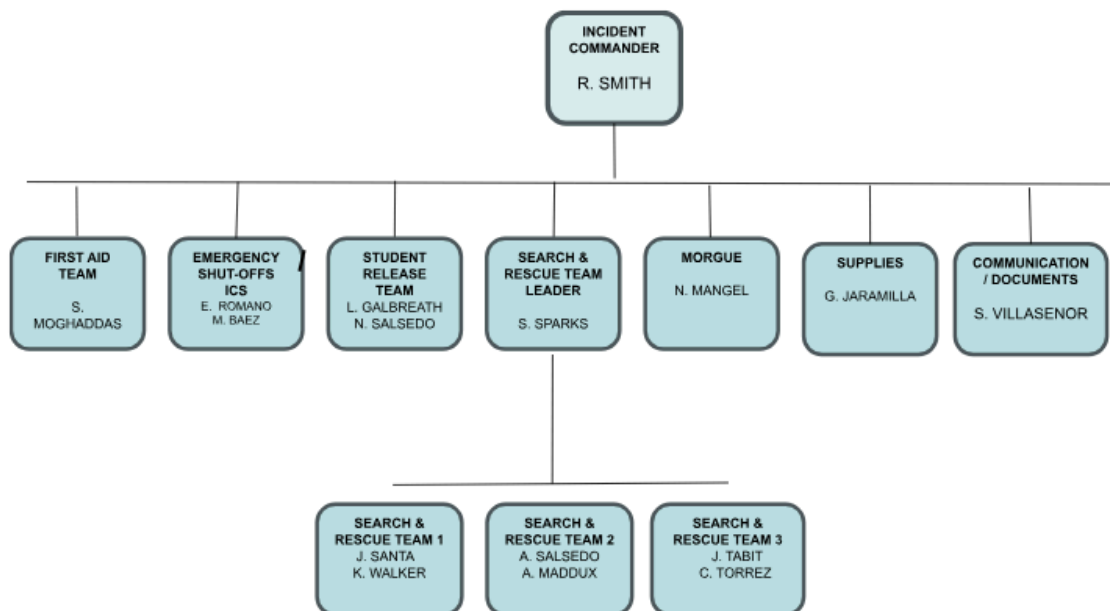 INCIDENT
COMMANDER
R. SMITH
FIRST AID
TEAM
S.
MOGHADDAS
EMERGENCY
SHUT-OFFS
ICS
E. ROMANO
M. BAEZ
STUDENT
RELEASE
TEAM
L. GALBREATH
N. SALSEDO
SEARCH &
RESCUE TEAM
LEADER
S. SPARKS
MORGUE
N. MANGEL
SUPPLIES
G. JARAMILLA
COMMUNICATION
/ DOCUMENTS
S. VILLASENOR
SEARCH &
RESCUE TEAM 1
J. SANTA
K. WALKER
SEARCH &
RESCUE TEAM 2
A. SALSEDO
A. MADDUX
SEARCH &
RESCUE TEAM 3
J. TABIT
C. TORREZ